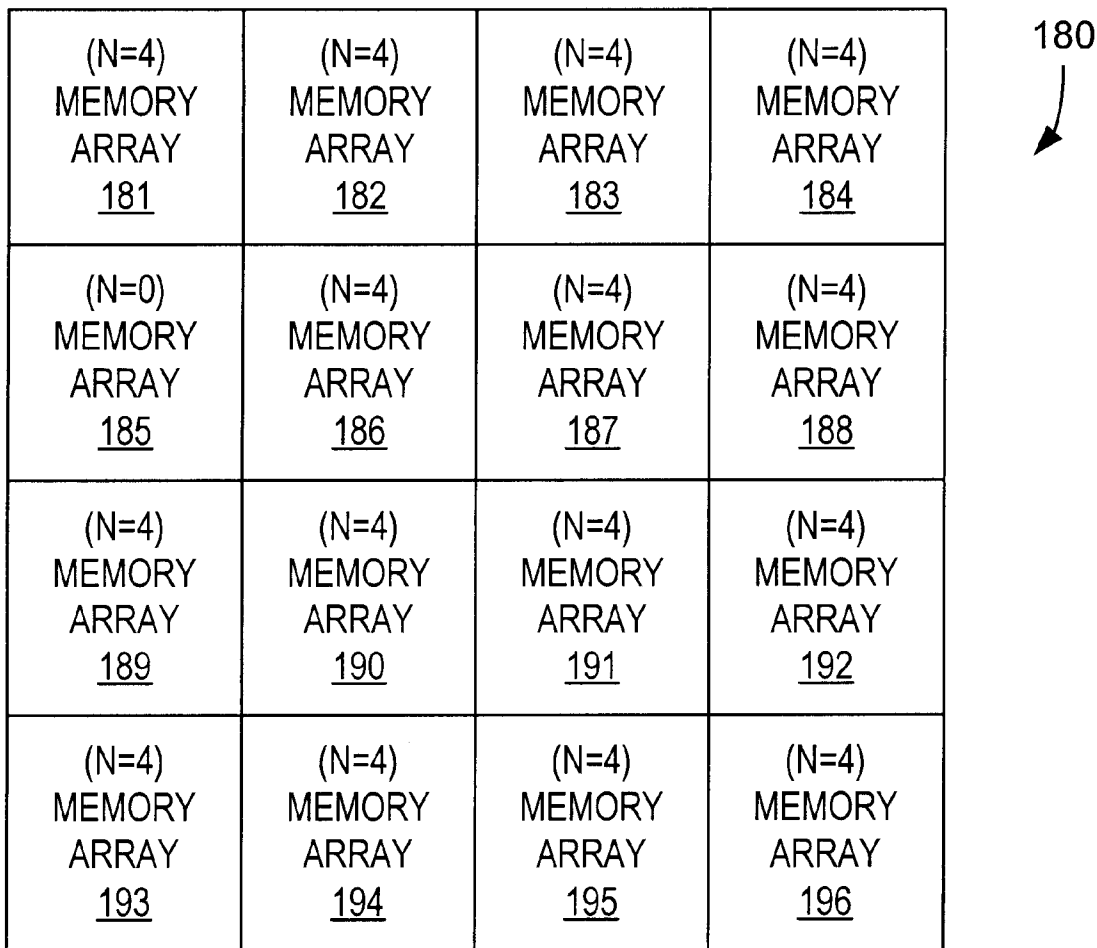 180
(N=4)
MEMORY
ARRAY
181
(N=4)
MEMORY
ARRAY
182
(N=4)
MEMORY
ARRAY
183
(N=4)
MEMORY
ARRAY
184
(N=0)
MEMORY
ARRAY
185
(N=4)
MEMORY
ARRAY
186
(N=4)
MEMORY
ARRAY
187
(N=4)
MEMORY
ARRAY
188
(N=4)
MEMORY
ARRAY
189
(N=4)
MEMORY
ARRAY
190
(N=4)
MEMORY
ARRAY
191
(N=4)
MEMORY
ARRAY
192
(N=4)
MEMORY
ARRAY
193
(N=4)
MEMORY
ARRAY
194
(N=4)
MEMORY
ARRAY
195
(N=4)
MEMORY
ARRAY
196